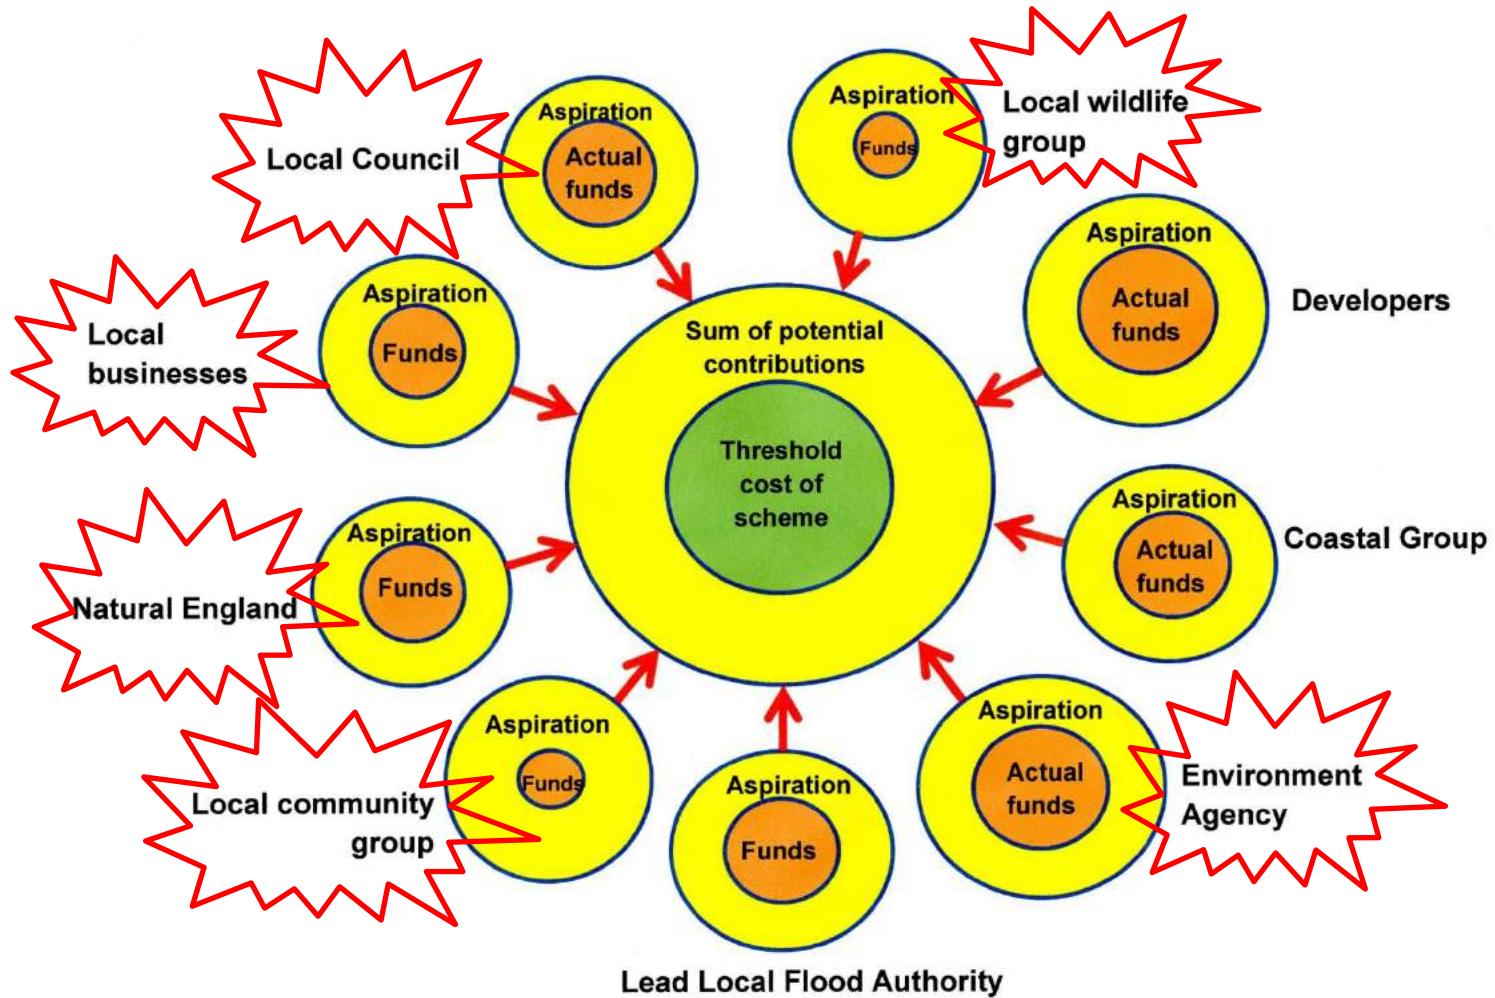 Local Council
Aspiration
Actual
funds
Aspiration
Funds
Local wildlife
group
Aspiration
Actual
funds
Developers
Local
businesses
Aspiration
Funds
Sum of potential
contributions
Threshold
cost of
scheme
Aspiration
Actual
funds
Coastal Group
Natural England
Aspiration
Funds
Local community
group
Aspiration
Funds
Aspiration
Funds
Lead Local Flood Authority
Aspiration
Actual
funds
Environment
Agency